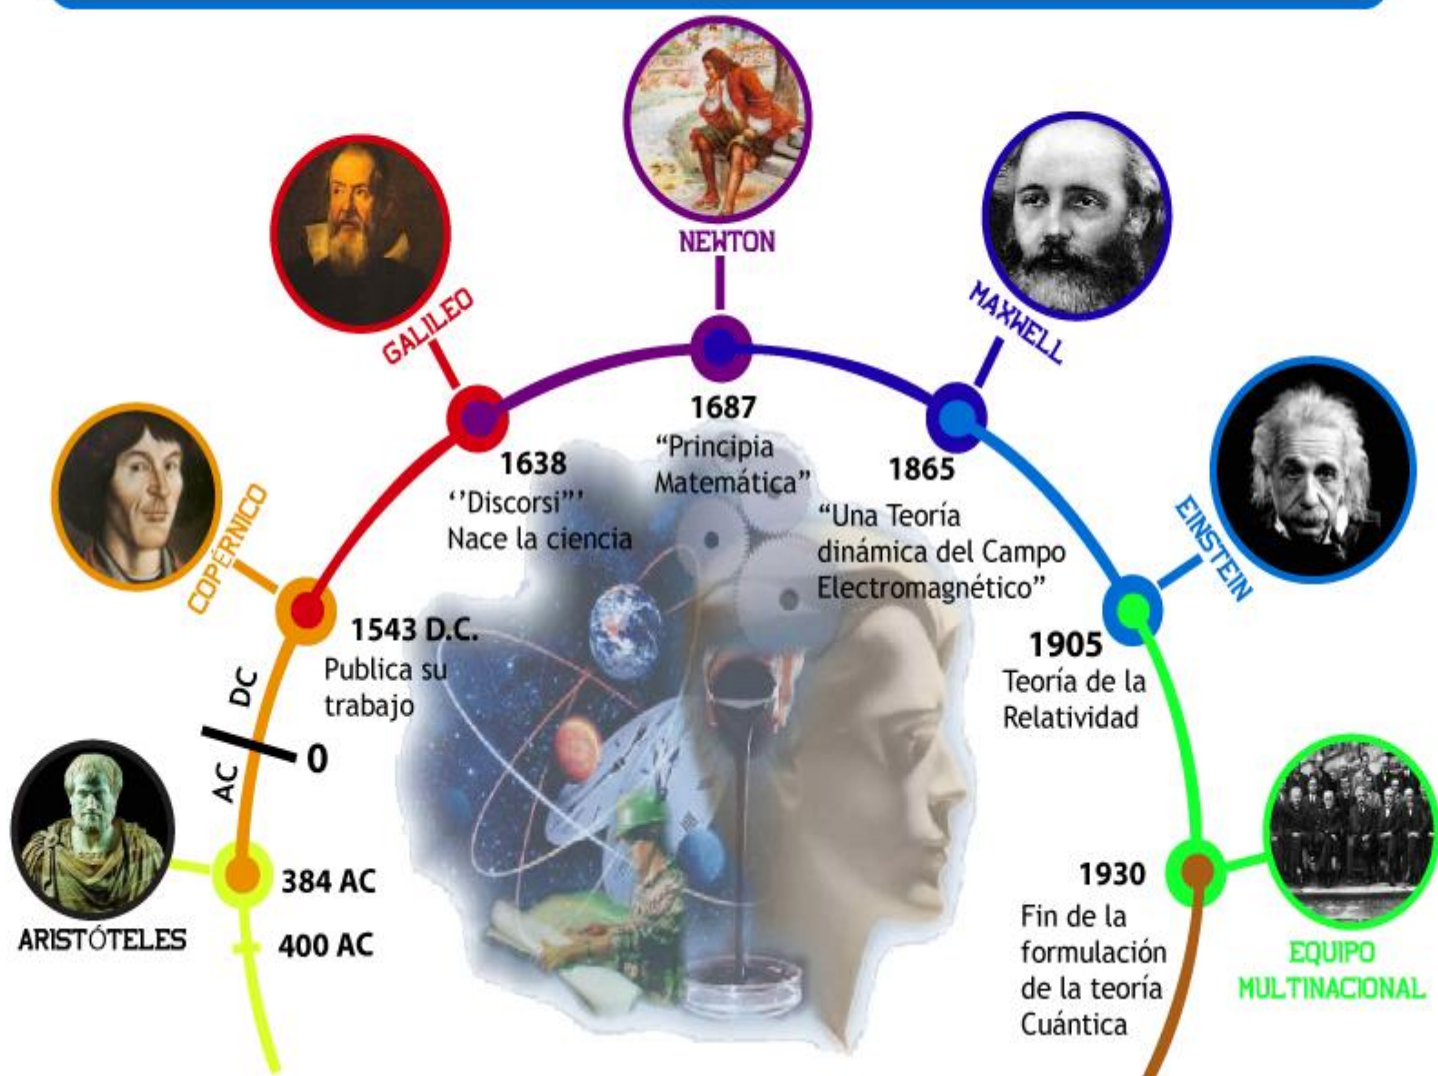 NEWTON
GALILEO
MAXWELL
COPÉRNICO
EINSTEIN
ARISTÓTELES
EQUIPO
MULTINACIONAL
400 AC
384 AC
AC
0
DC
1543 D.C.
Publica su
trabajo
1638
‘’Discorsi”’
Nace la ciencia
1687
“Principia
Matemática”
1865
“Una Teoría
dinámica del Campo
Electromagnético”
1905
Teoría de la
Relatividad
1930
Fin de la
formulación
de la teoría
Cuántica